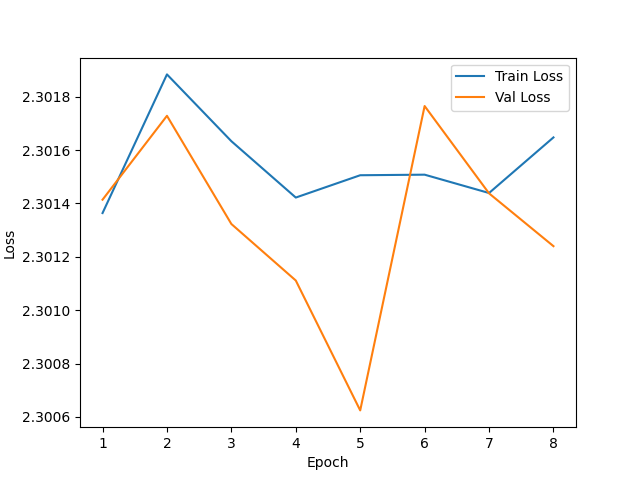 Train Loss
Val Loss
2.3018
2.3016
2.3014
2.3012
2.3010
2.3008
2.3006
Loss
1 2 3 4 5 6 7 8
Epoch